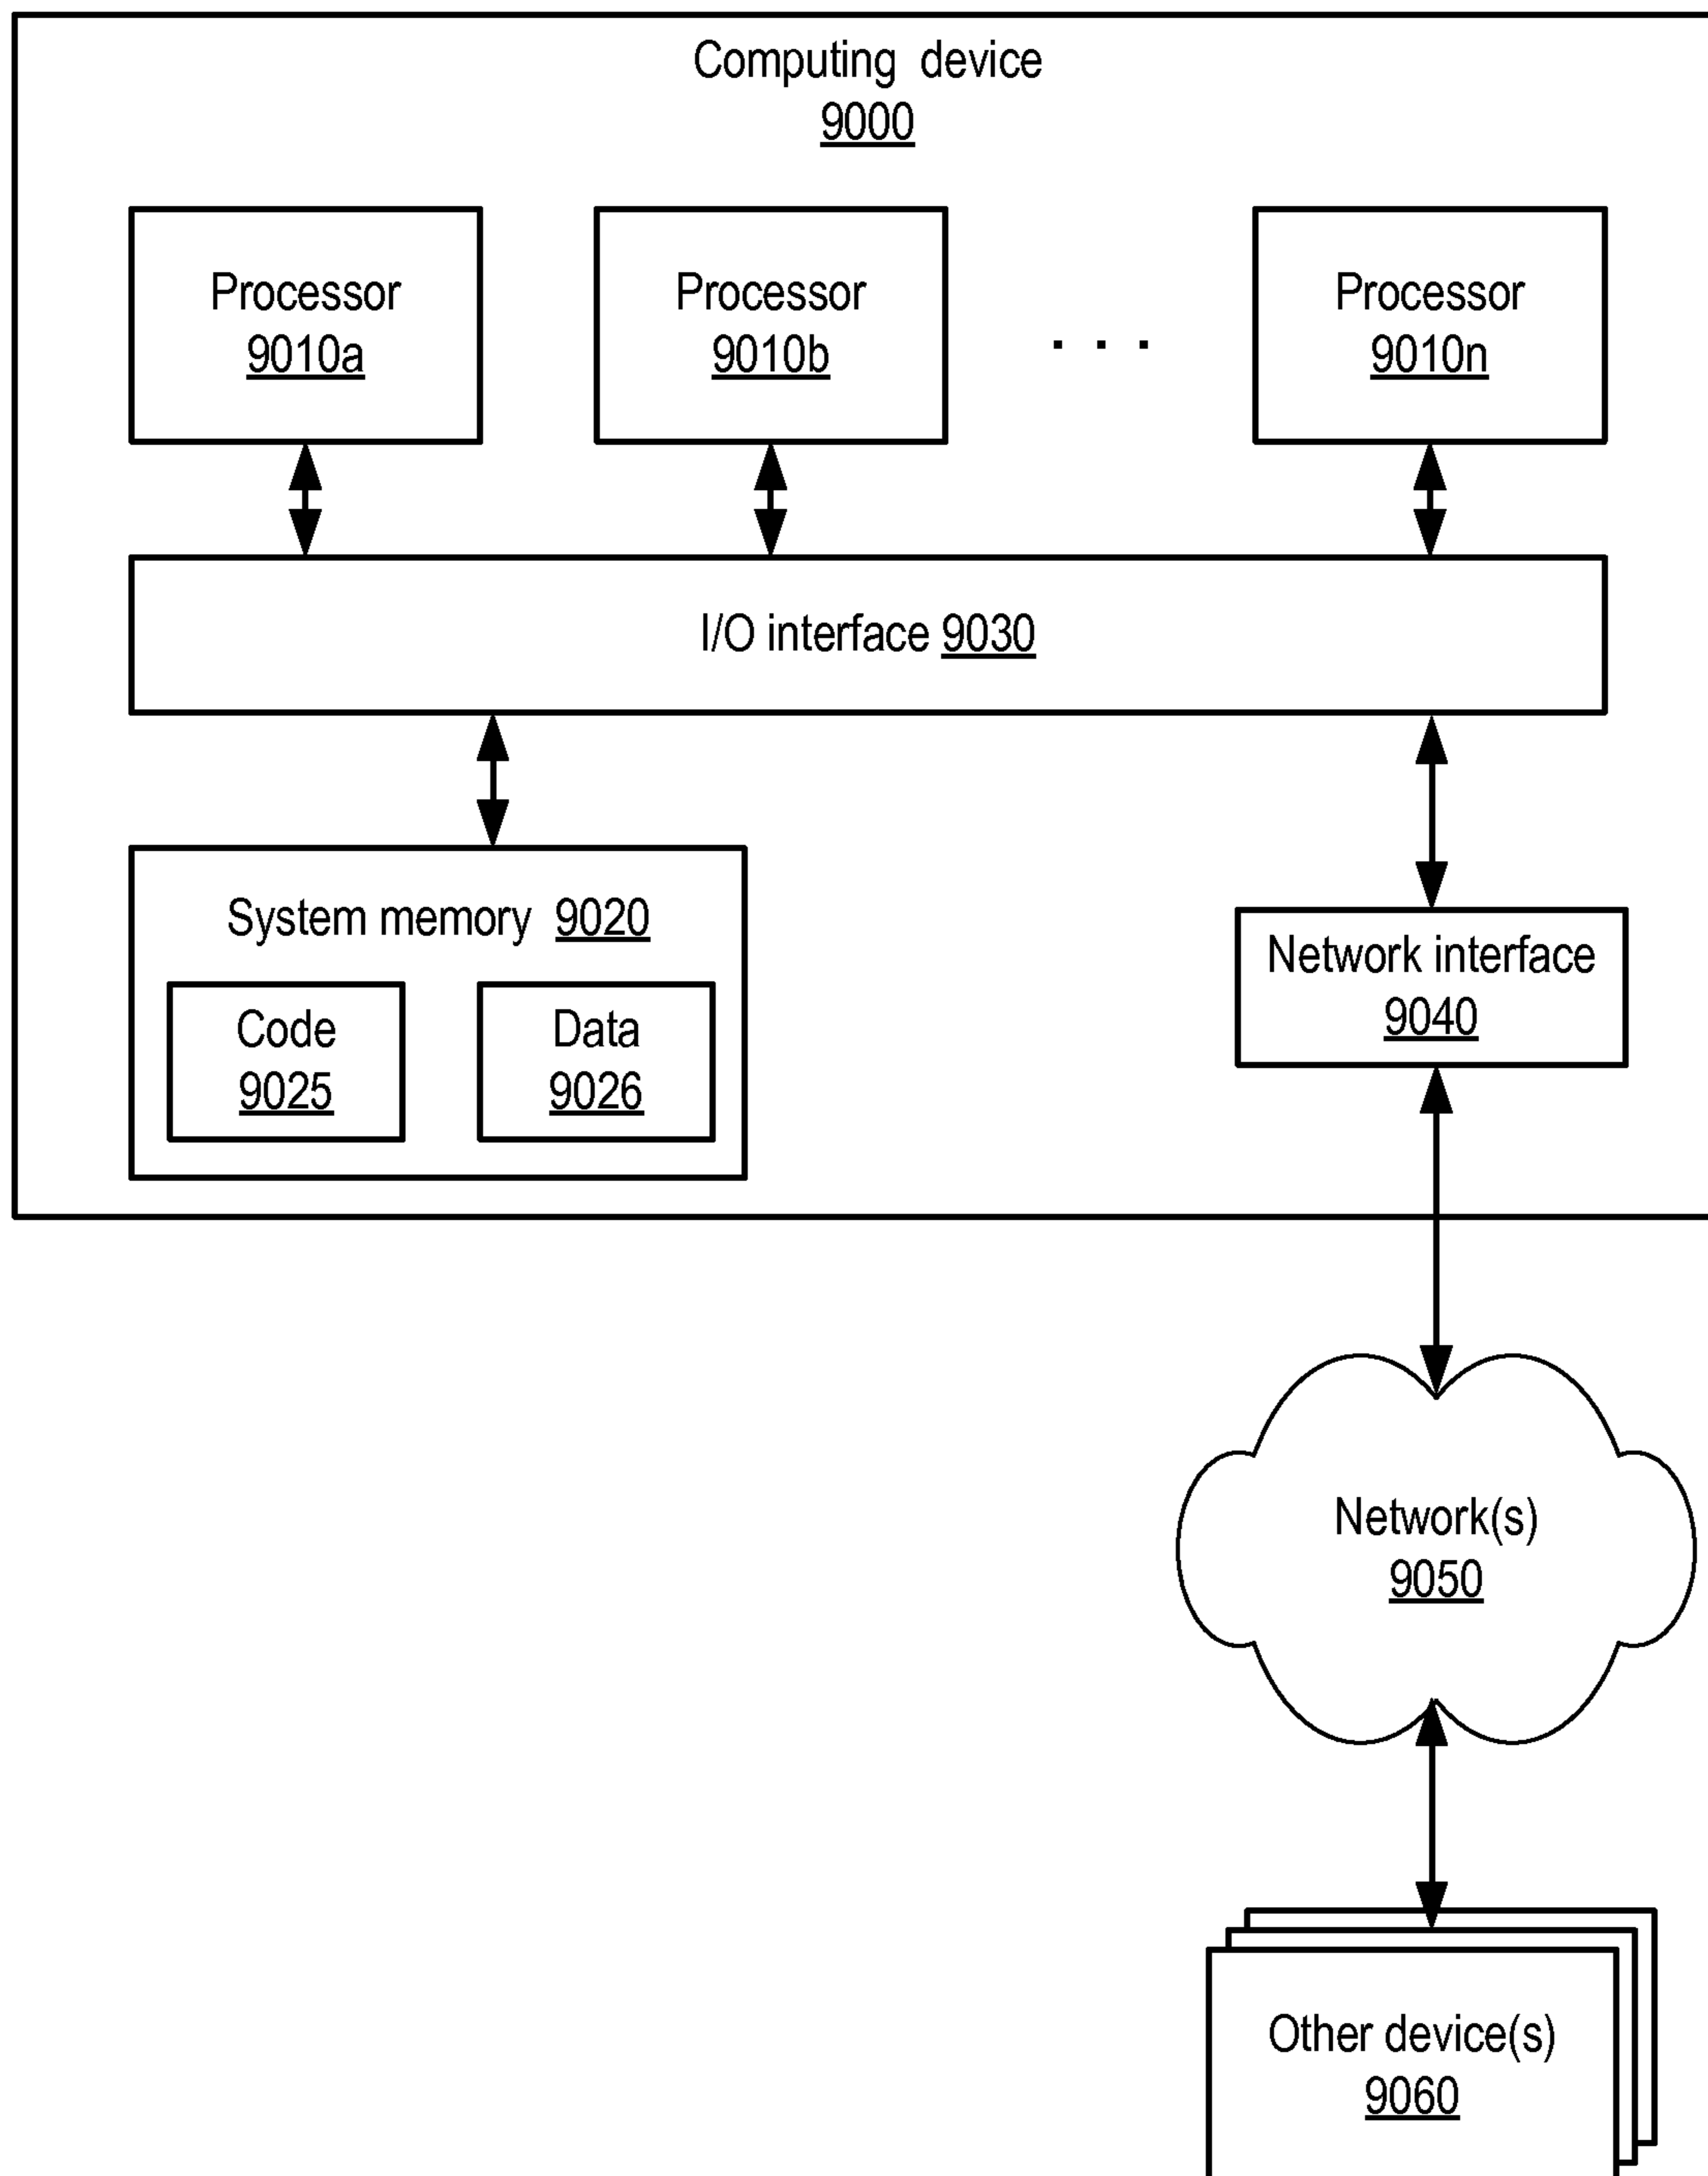 Computing device
9000
Processor
9010a
Processor
9010b
. . .
Processor
9010n
I/O interface 9030
System memory 9020
Code
9025
Data
9026
Network interface
9040
Network(s)
9050
Other device(s)
9060